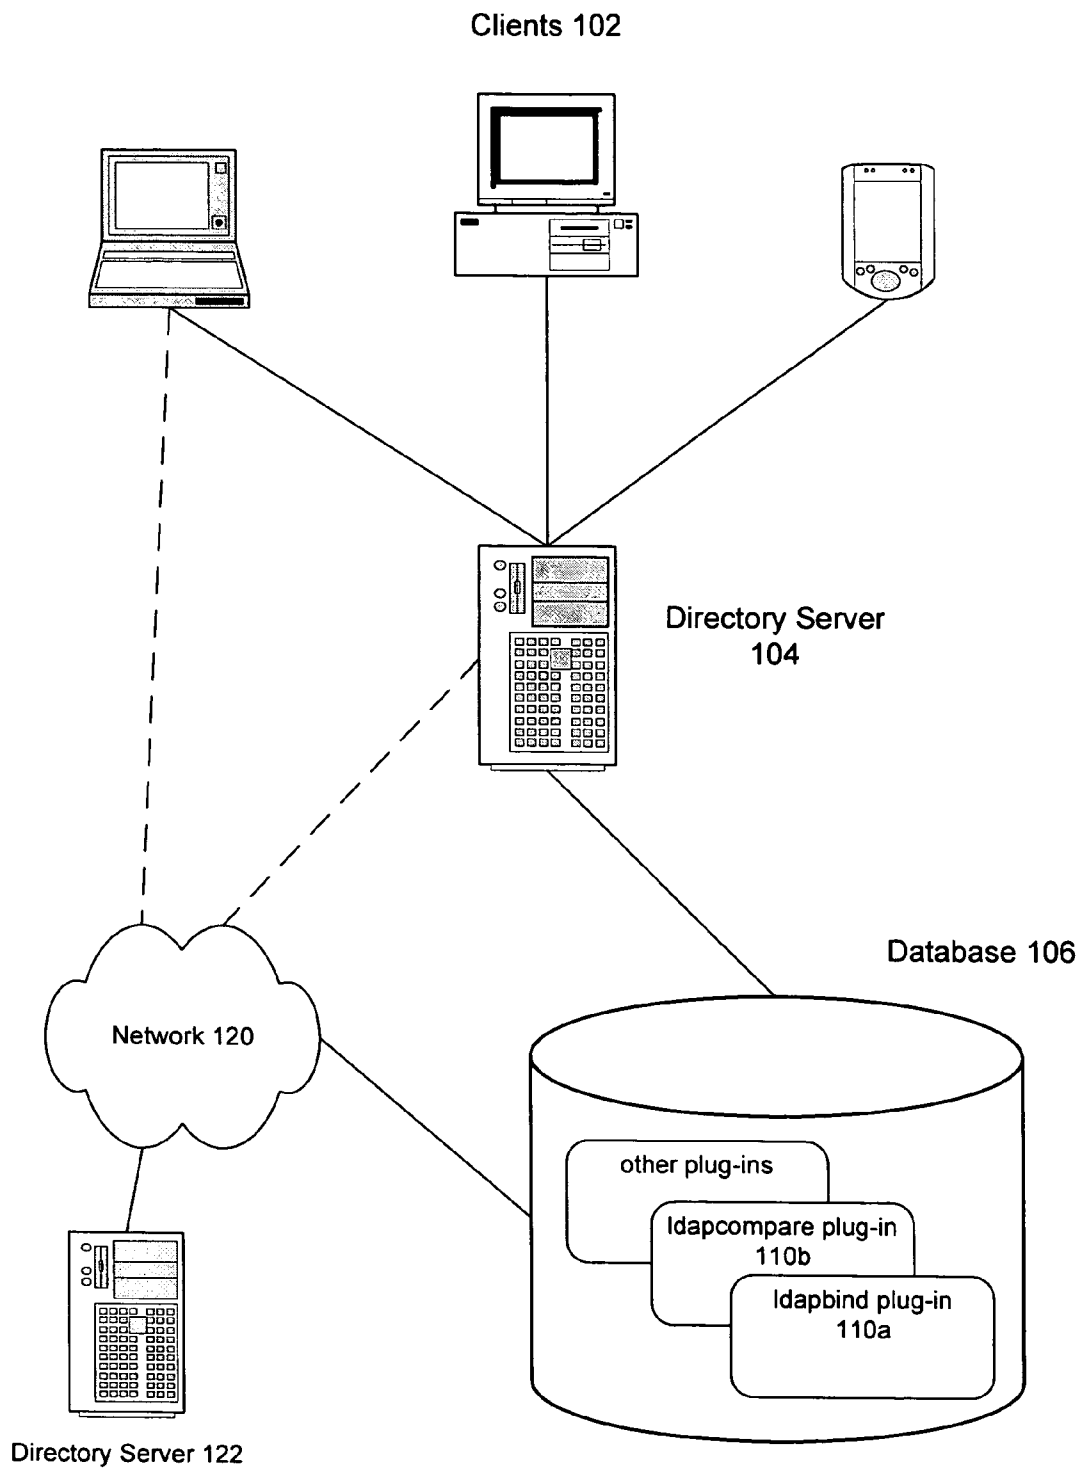 Clients 102
Directory Server
104
Database 106
Network 120
other plug-ins
ldapcompare plug-in
110b
ldapbind plug-in
110a
Directory Server 122